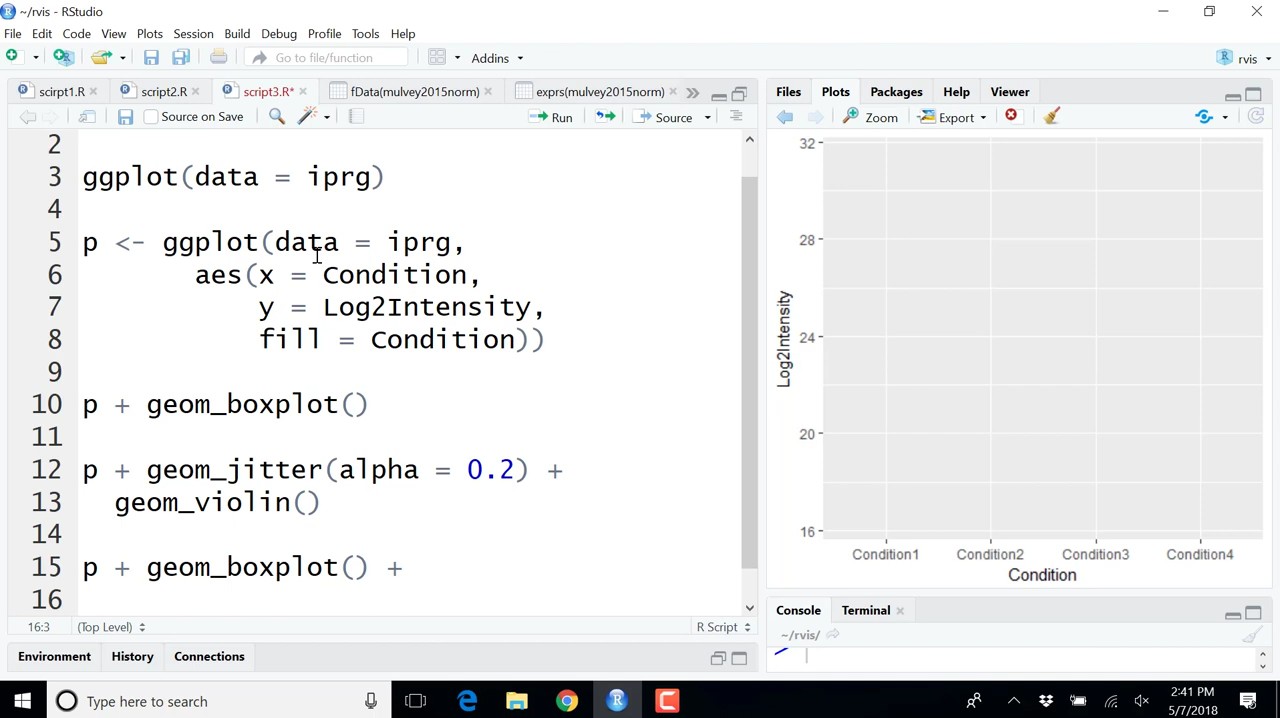 ~/rvis - RStudio
File Edit Code View Plots Session Build Debug Profile Tools Help
Go to file/function Addins rvis
scirpt1.R script2.R script3.R* fData(mulvey2015norm) exprs(mulvey2015norm)
Source on Save Run Source
2
3 ggplot(data = iprg)
4
5 p <- ggplot(data = iprg,
6 aes(x = Condition,
7 y = Log2Intensity,
8 fill = Condition))
9
10 p + geom_boxplot()
11
12 p + geom_jitter(alpha = 0.2) +
13 geom_violin()
14
15 p + geom_boxplot() +
16
16:3 (Top Level) R Script
Environment History Connections
Files Plots Packages Help Viewer
Zoom Export
32
28
24
20
16
Log2Intensity
Condition1 Condition2 Condition3 Condition4
Condition
Console Terminal
~/rvis/
>
Type here to search
2:41 PM
5/7/2018